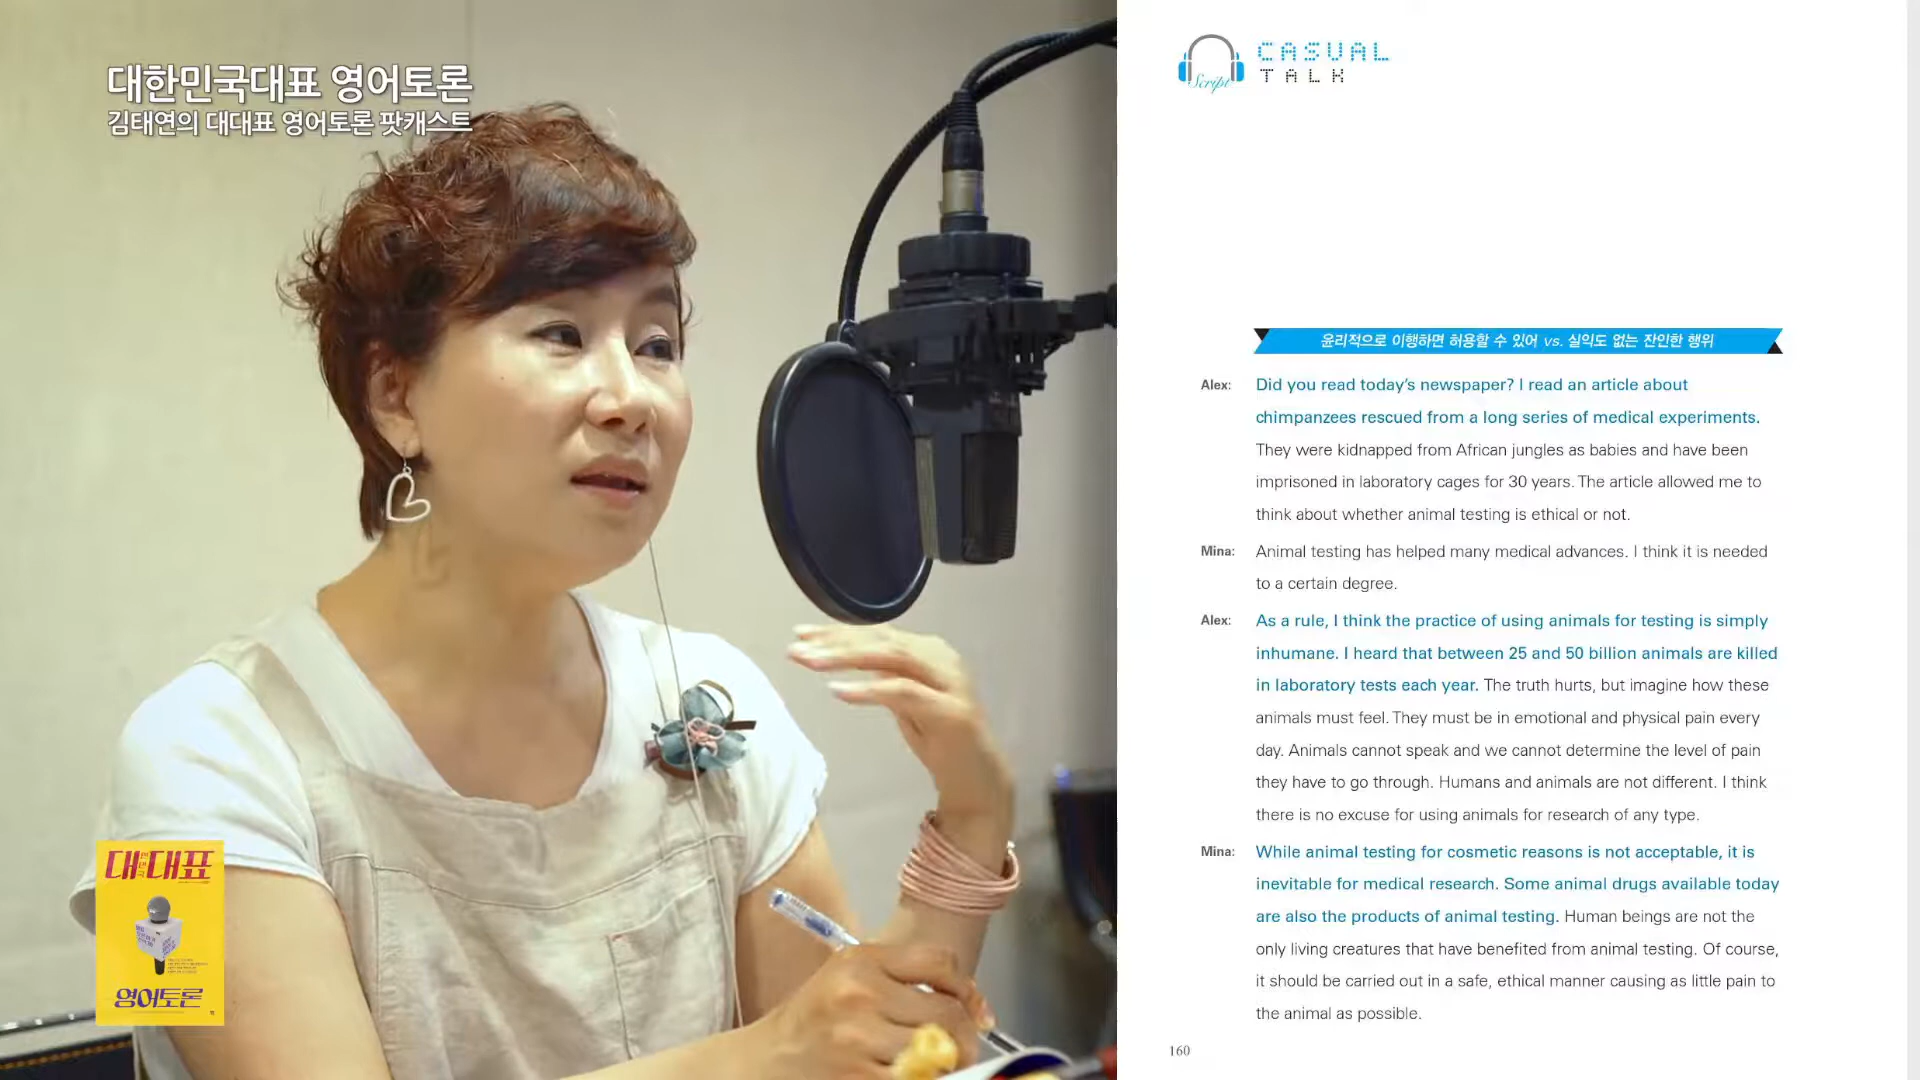 대한민국대표 영어토론
김태연의 대대표 영어토론 팟캐스트
대한민국대표
영어토론
Script
CASUAL
TALK
윤리적으로 이행하면 허용할 수 있어 vs. 실익도 없는 잔인한 행위
Alex: Did you read today’s newspaper? I read an article about
chimpanzees rescued from a long series of medical experiments.
They were kidnapped from African jungles as babies and have been
imprisoned in laboratory cages for 30 years. The article allowed me to
think about whether animal testing is ethical or not.
Mina: Animal testing has helped many medical advances. I think it is needed
to a certain degree.
Alex: As a rule, I think the practice of using animals for testing is simply
inhumane. I heard that between 25 and 50 billion animals are killed
in laboratory tests each year. The truth hurts, but imagine how these
animals must feel. They must be in emotional and physical pain every
day. Animals cannot speak and we cannot determine the level of pain
they have to go through. Humans and animals are not different. I think
there is no excuse for using animals for research of any type.
Mina: While animal testing for cosmetic reasons is not acceptable, it is
inevitable for medical research. Some animal drugs available today
are also the products of animal testing. Human beings are not the
only living creatures that have benefited from animal testing. Of course,
it should be carried out in a safe, ethical manner causing as little pain to
the animal as possible.
160